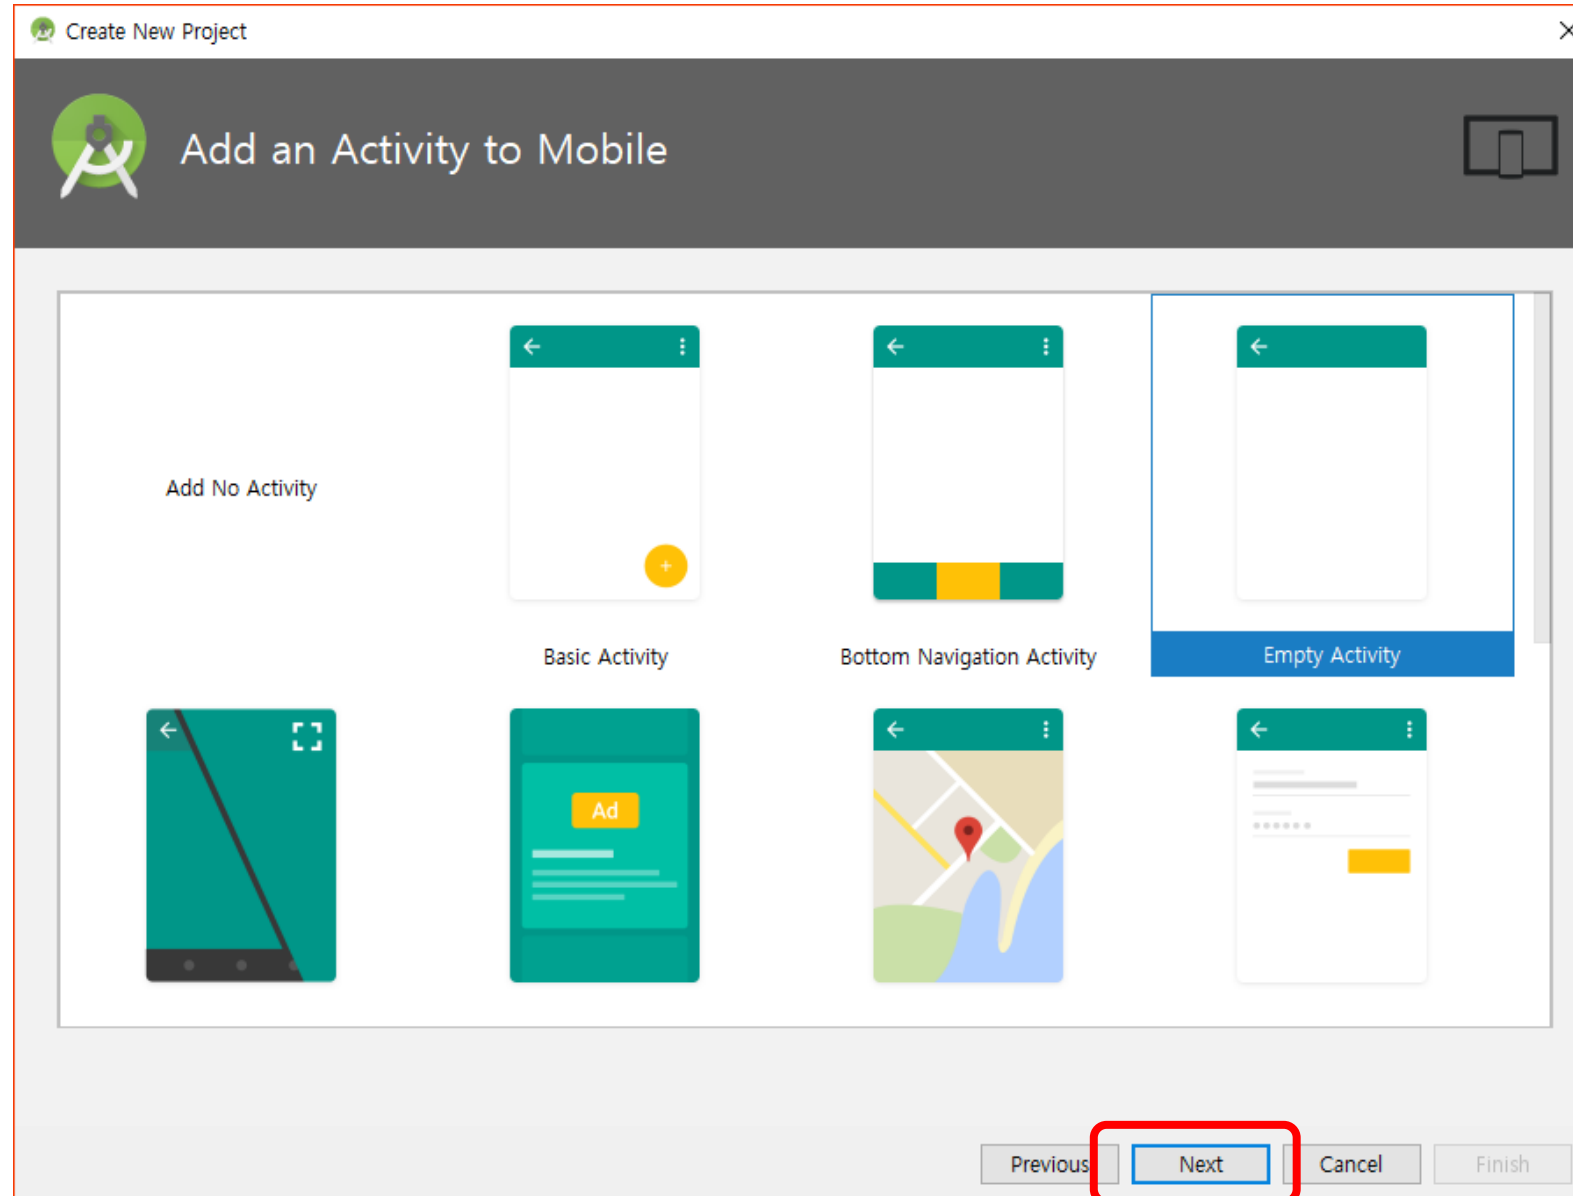 Create New Project
Add an Activity to Mobile
Add No Activity
Basic Activity
Bottom Navigation Activity
Empty Activity
Ad
Previous
Next
Cancel
Finish